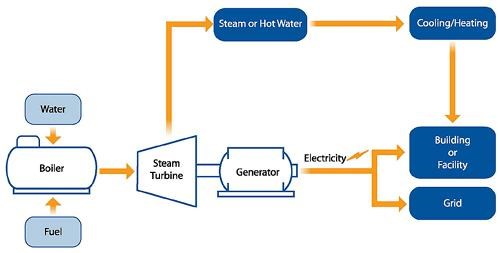 Steam or Hot Water
Cooling/Heating
Water
Boiler
Fuel
Steam
Turbine
Generator
Electricity
Building
or
Facility
Grid